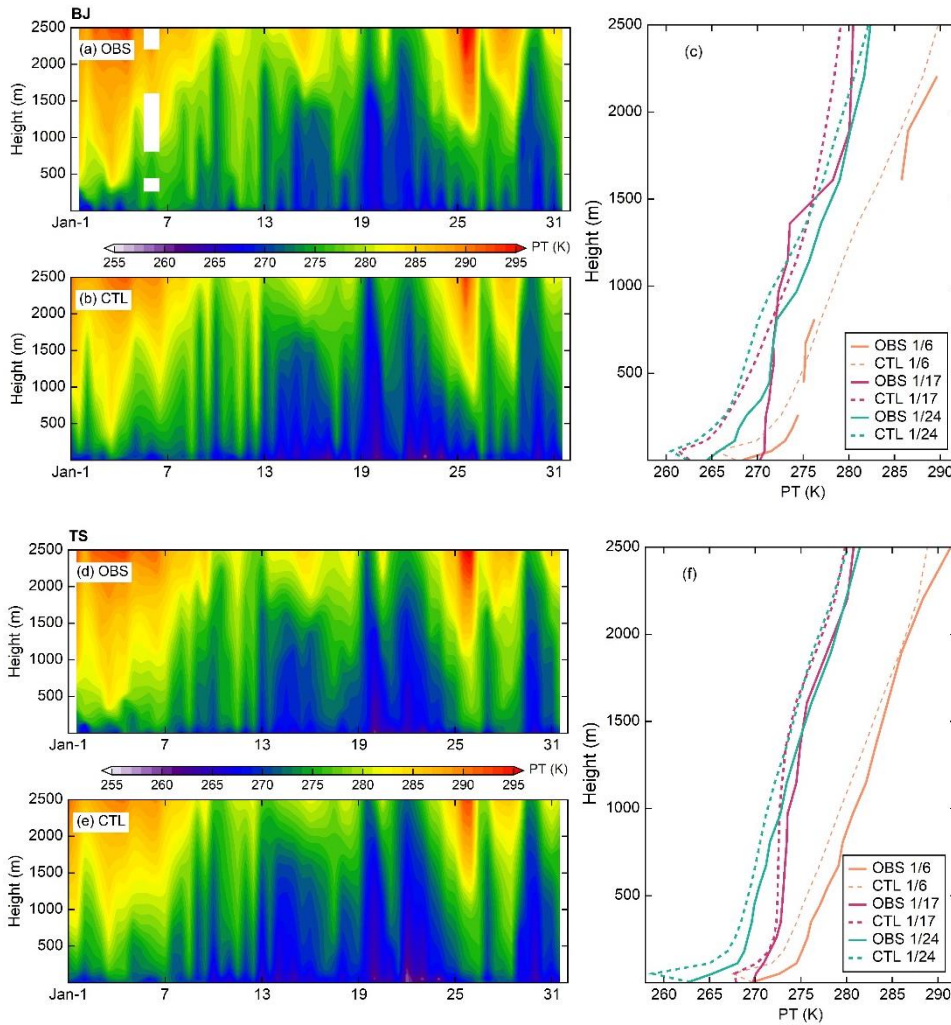 BJ
(a) OBS
Height (m)
2500
2000
1500
1000
500
Jan-1 7 13 19 25 31
PT (K)
255 260 265 270 275 280 285 290 295
(b) CTL
Height (m)
2500
2000
1500
1000
500
Jan-1 7 13 19 25 31
(c)
Height (m)
2500
2000
1500
1000
500
OBS 1/6
CTL 1/6
OBS 1/17
CTL 1/17
OBS 1/24
CTL 1/24
260 265 270 275 280 285 290
PT (K)
TS
(d) OBS
Height (m)
2500
2000
1500
1000
500
Jan-1 7 13 19 25 31
PT (K)
255 260 265 270 275 280 285 290 295
(e) CTL
Height (m)
2500
2000
1500
1000
500
Jan-1 7 13 19 25 31
(f)
Height (m)
2500
2000
1500
1000
500
OBS 1/6
CTL 1/6
OBS 1/17
CTL 1/17
OBS 1/24
CTL 1/24
260 265 270 275 280 285 290
PT (K)